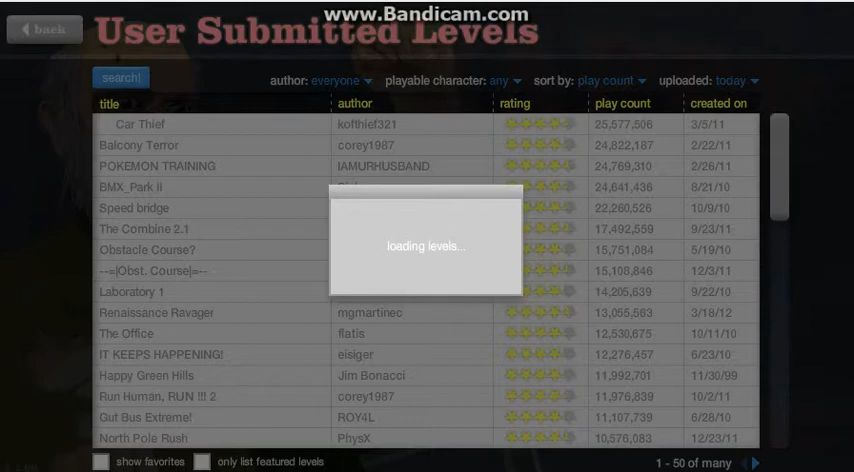 www.Bandicam.com
back
User Submitted Levels
search!
author: everyone playable character: any sort by: play count uploaded: today
title author rating play count created on
Car Thief kofthief321 25,577,506 3/5/11
Balcony Terror corey1987 24,822,187 2/22/11
POKEMON TRAINING IAMURHUSBAND 24,769,310 2/26/11
BMX_Park II 24,641,436 8/21/10
Speed bridge 22,260,526 10/9/10
The Combine 2.1 17,492,559 9/23/11
Obstacle Course? 15,751,084 5/19/10
loading levels...
--=|Obst. Course|=-- 15,108,846 12/3/11
Laboratory 1 14,205,639 9/22/10
Renaissance Ravager mgmartinec 13,055,563 3/18/12
The Office flatis 12,530,675 10/11/10
IT KEEPS HAPPENING! eisiger 12,276,457 6/23/10
Happy Green Hills Jim Bonacci 11,992,701 11/30/99
Run Human, RUN !!! 2 corey1987 11,976,839 10/2/11
Gut Bus Extreme! ROY4L 11,107,739 6/28/10
North Pole Rush PhysX 10,576,083 12/23/11
show favorites only list featured levels 1 - 50 of many